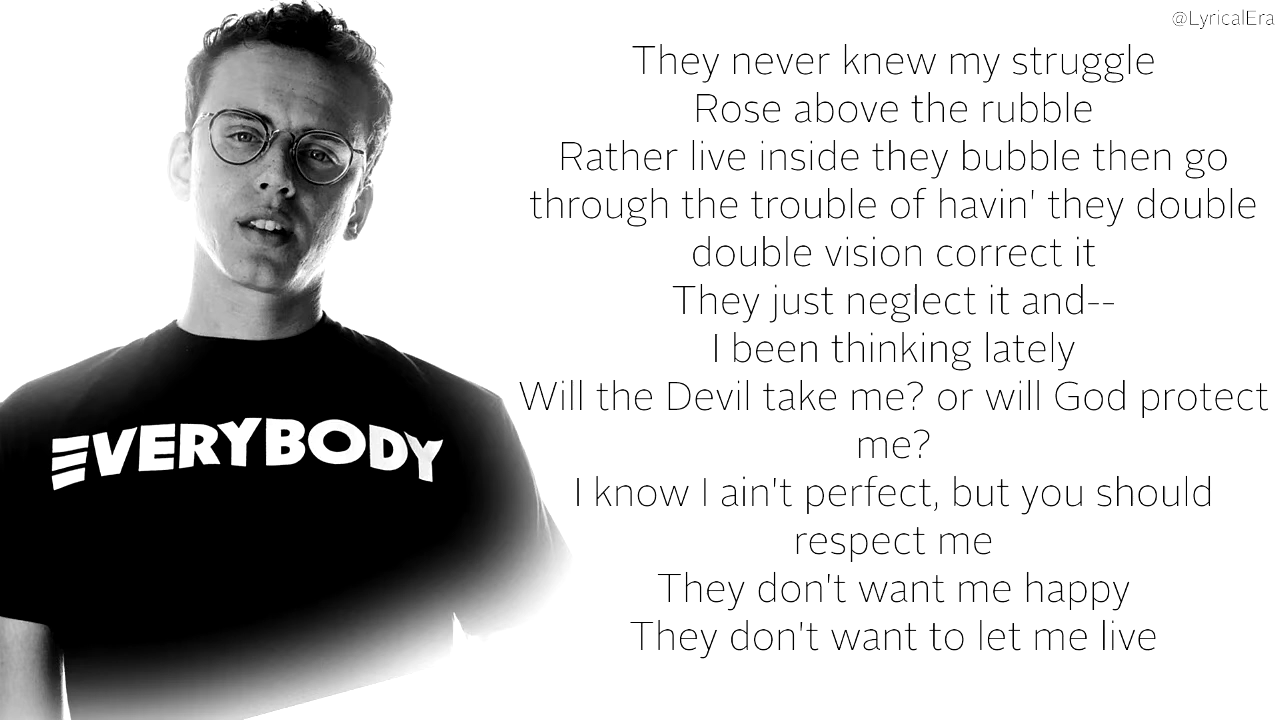 @LyricalEra
They never knew my struggle
Rose above the rubble
Rather live inside they bubble then go
through the trouble of havin' they double
double vision correct it
They just neglect it and--
I been thinking lately
Will the Devil take me? or will God protect
me?
I know I ain't perfect, but you should
respect me
They don't want me happy
They don't want to let me live
EVERYBODY